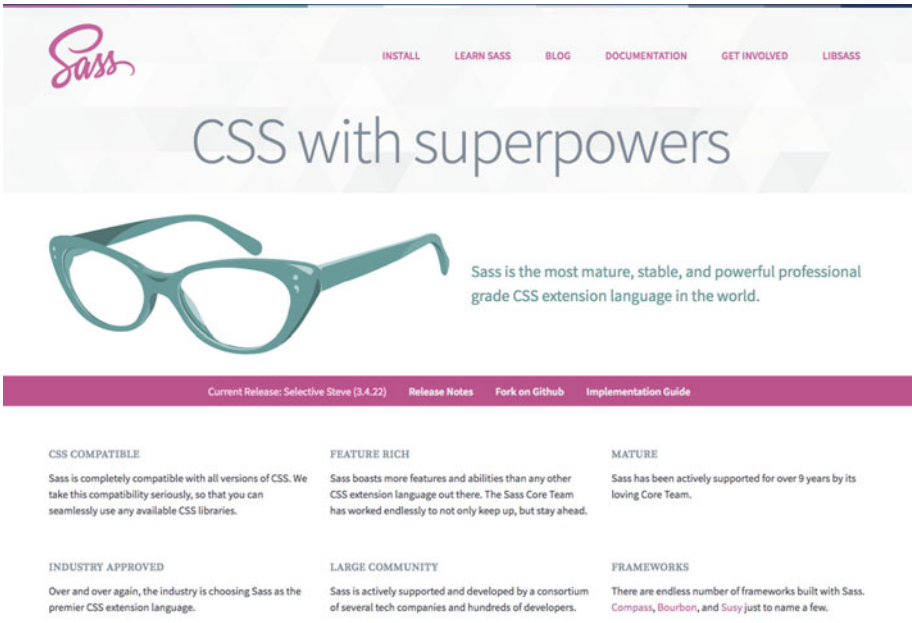 Sass
INSTALL LEARN SASS BLOG DOCUMENTATION GET INVOLVED LIBSASS
CSS with superpowers
Sass is the most mature, stable, and powerful professional
grade CSS extension language in the world.
Current Release: Selective Steve (3.4.22) Release Notes Fork on Github Implementation Guide
CSS COMPATIBLE
Sass is completely compatible with all versions of CSS. We
take this compatibility seriously, so that you can
seamlessly use any available CSS libraries.
FEATURE RICH
Sass boasts more features and abilities than any other
CSS extension language out there. The Sass Core Team
has worked endlessly to not only keep up, but stay ahead.
MATURE
Sass has been actively supported for over 9 years by its
loving Core Team.
INDUSTRY APPROVED
Over and over again, the industry is choosing Sass as the
premier CSS extension language.
LARGE COMMUNITY
Sass is actively supported and developed by a consortium
of several tech companies and hundreds of developers.
FRAMEWORKS
There are endless number of frameworks built with Sass.
Compass, Bourbon, and Susy just to name a few.